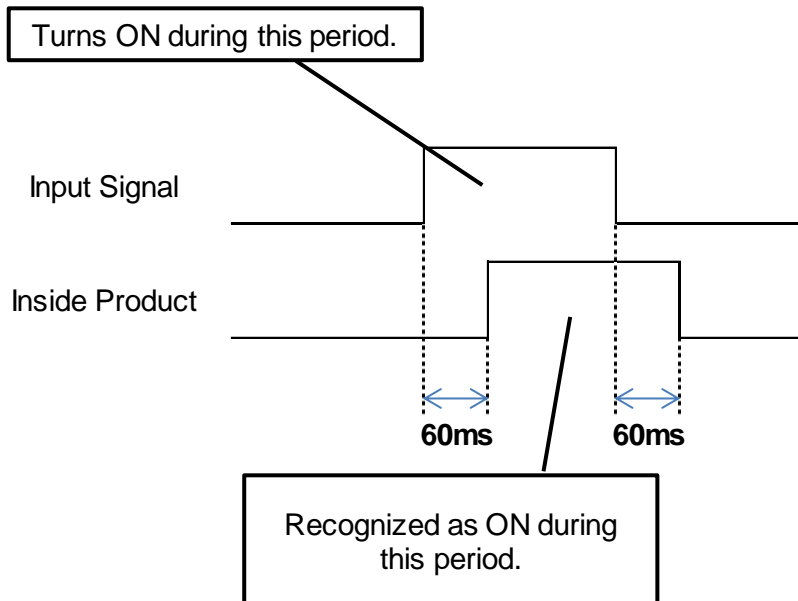 Turns ON during this period.
Input Signal
Inside Product
60ms 60ms
Recognized as ON during
this period.